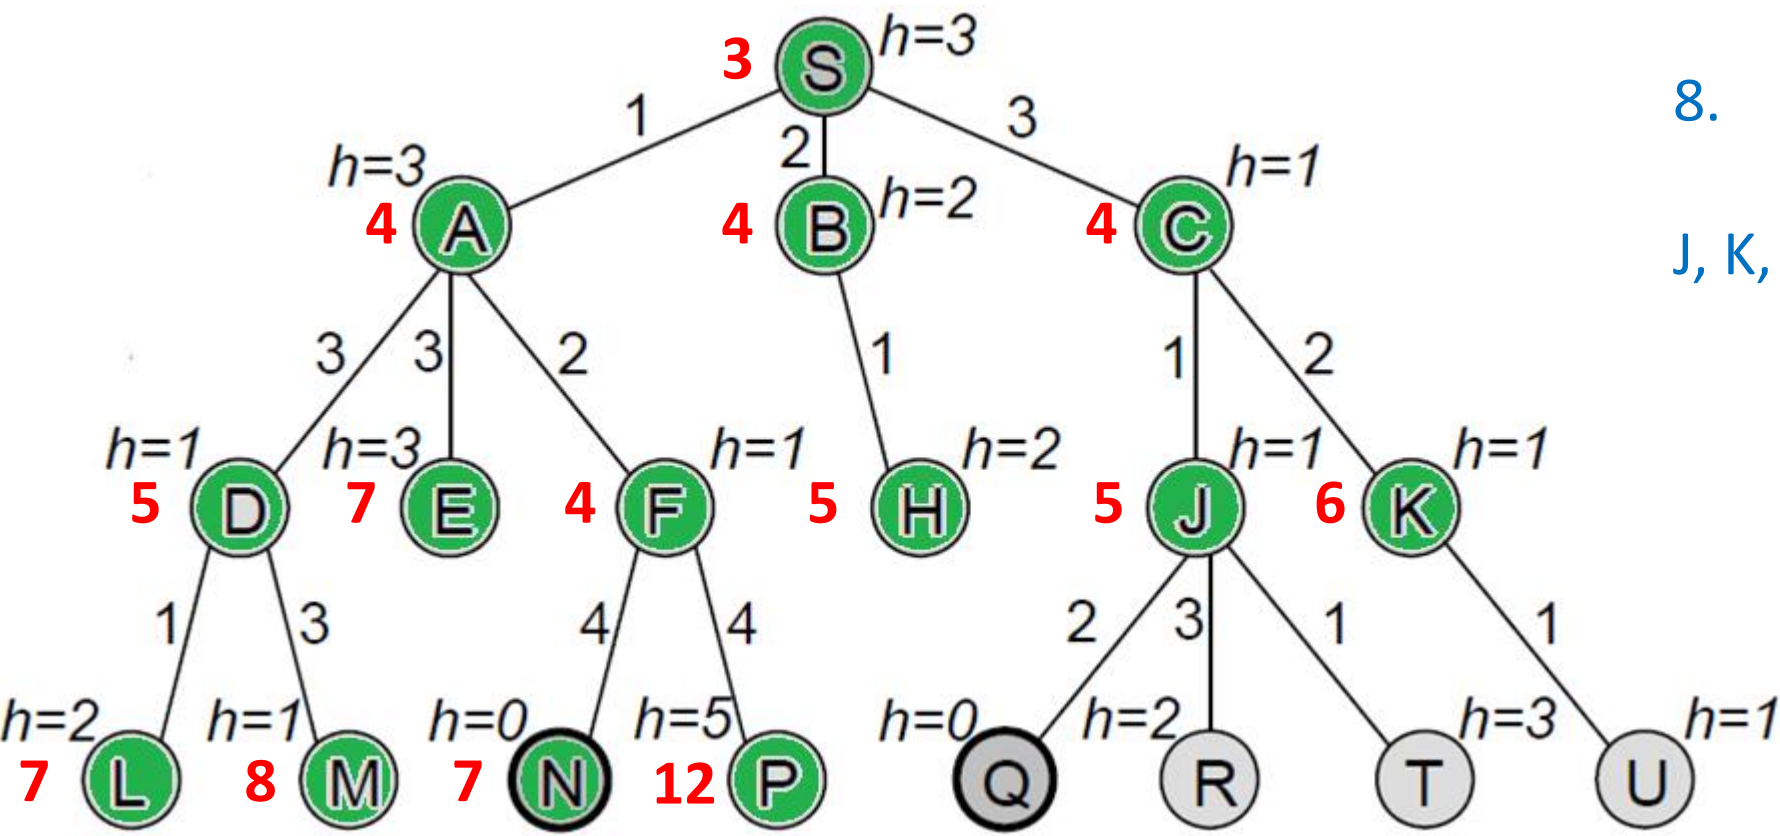 3 S h=3
8.
1 2 3
h=3 h=2 h=1
4 A 4 B 4 C
J, K,
3 3 2 1 1 2
h=1 h=3 h=1 h=2 h=1 h=1
5 D 7 E 4 F 5 H 5 J 6 K
1 3 4 4 2 3 1 1
h=2 h=1 h=0 h=5 h=0 h=2 h=3 h=1
7 L 8 M 7 N 12 P Q R T U